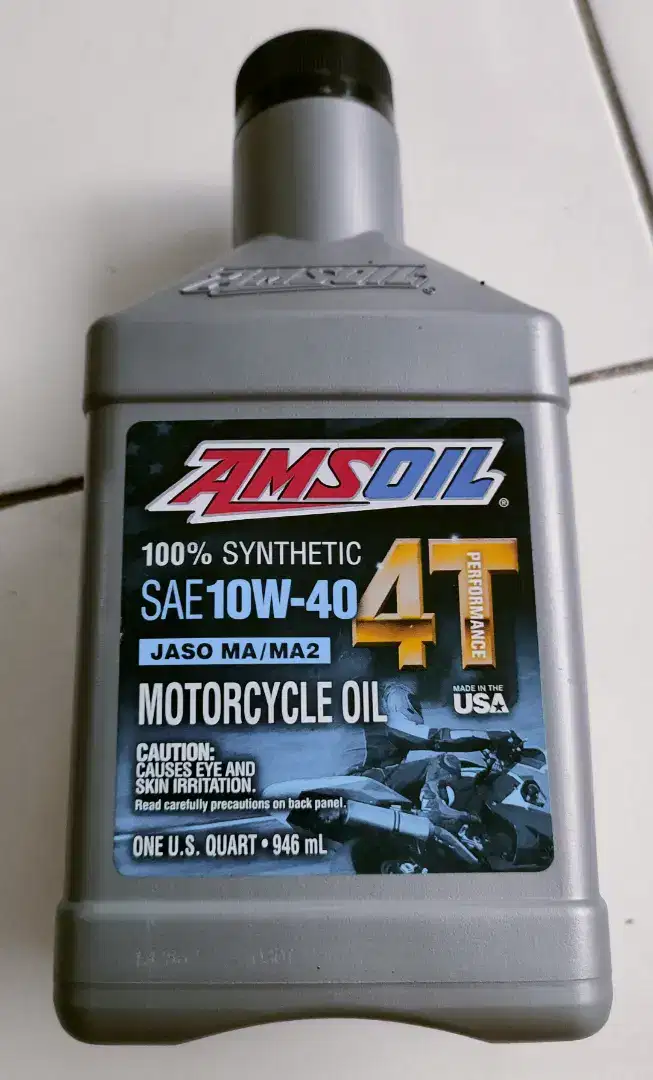 AMSOIL
AMSOIL®
100% SYNTHETIC
SAE 10W-40
4T
PERFORMANCE
JASO MA/MA2
MOTORCYCLE OIL
MADE IN THE
USA
CAUTION:
CAUSES EYE AND
SKIN IRRITATION.
Read carefully precautions on back panel.
ONE U.S. QUART • 946 mL